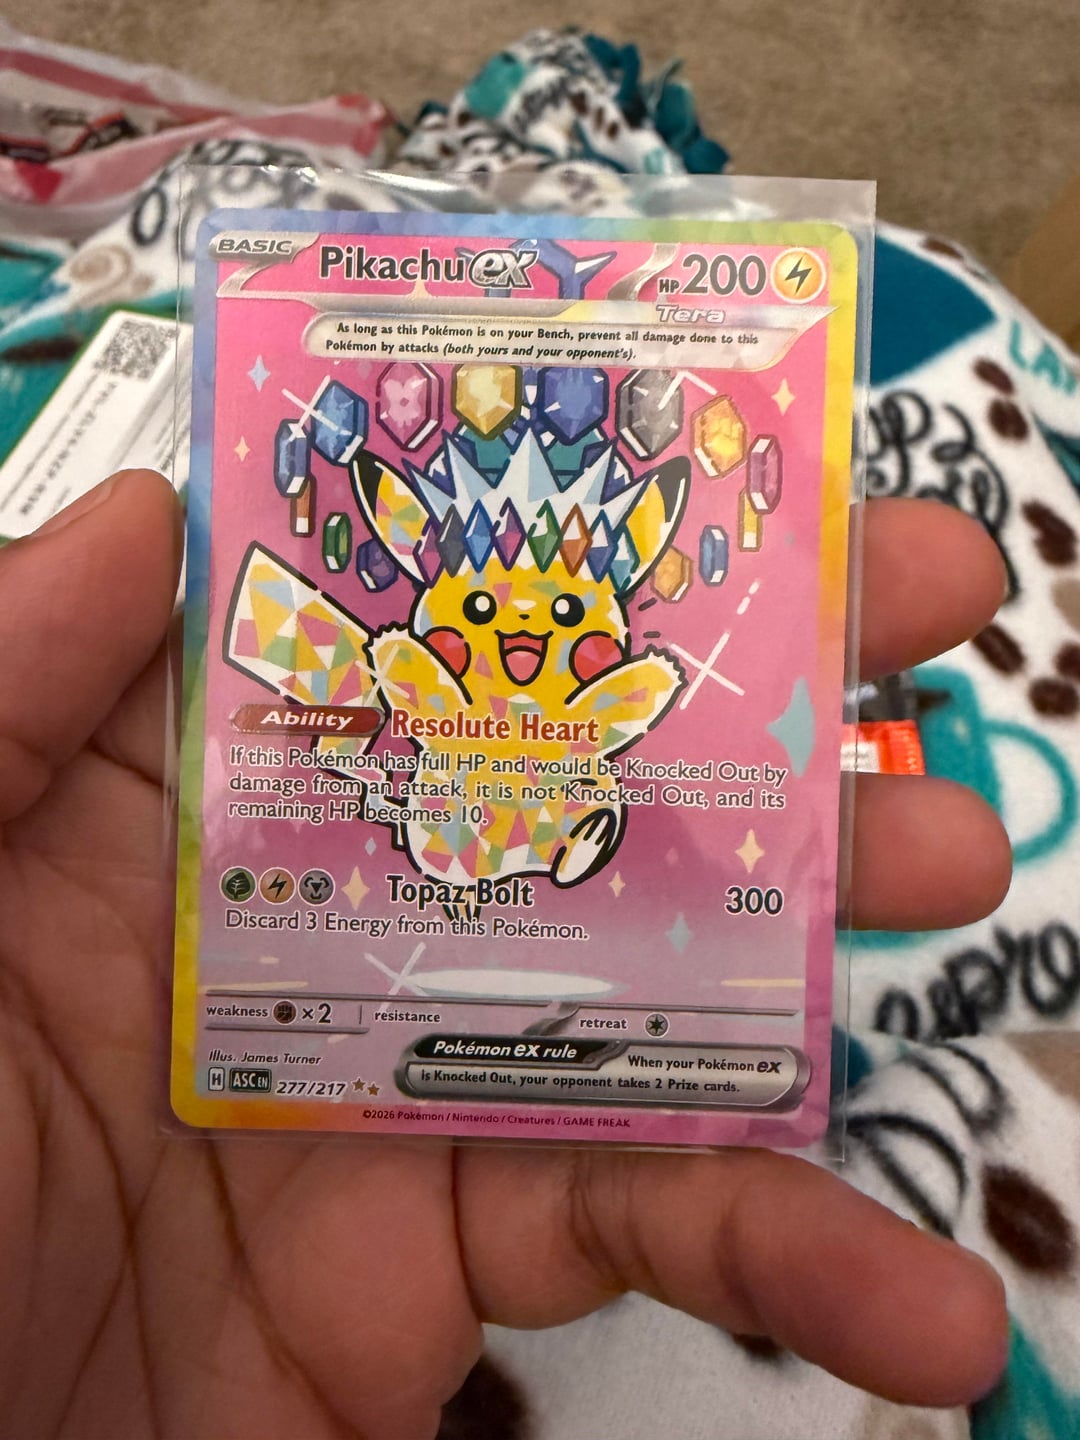 BASIC
Pikachu ex
HP 200
Tera
As long as this Pokémon is on your Bench, prevent all damage done to this
Pokémon by attacks (both yours and your opponent's).
Ability Resolute Heart
If this Pokémon has full HP and would be Knocked Out by
damage from an attack, it is not Knocked Out, and its
remaining HP becomes 10.
Topaz Bolt 300
Discard 3 Energy from this Pokémon.
weakness ×2 resistance retreat
Illus. James Turner
Pokémon ex rule
When your Pokémon ex
is Knocked Out, your opponent takes 2 Prize cards.
H ASC EN 277/217
©2026 Pokémon / Nintendo / Creatures / GAME FREAK